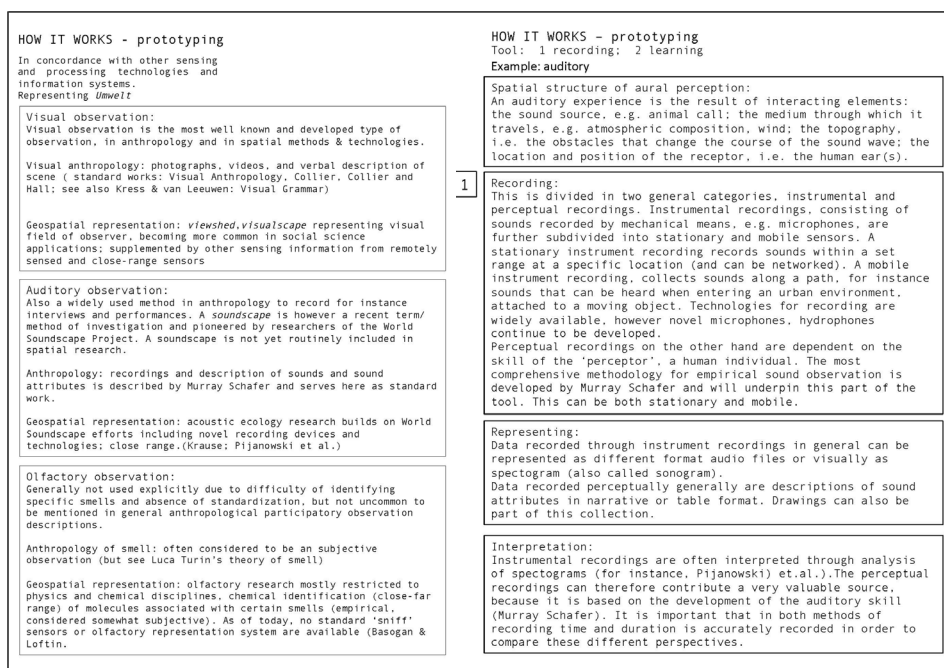 HOW IT WORKS - prototyping
In concordance with other sensing
and processing technologies and
information systems.
Representing Umwelt
Visual observation:
Visual observation is the most well known and developed type of
observation, in anthropology and in spatial methods & technologies.
Visual anthropology: photographs, videos, and verbal description of
scene ( standard works: Visual Anthropology, Collier, Collier and
Hall; see also Kress & van Leeuwen: Visual Grammar)
Geospatial representation: viewshed,visualscape representing visual
field of observer, becoming more common in social science
applications; supplemented by other sensing information from remotely
sensed and close-range sensors
Auditory observation:
Also a widely used method in anthropology to record for instance
interviews and performances. A soundscape is however a recent term/
method of investigation and pioneered by researchers of the World
Soundscape Project. A soundscape is not yet routinely included in
spatial research.
Anthropology: recordings and description of sounds and sound
attributes is described by Murray Schafer and serves here as standard
work.
Geospatial representation: acoustic ecology research builds on World
Soundscape efforts including novel recording devices and
technologies; close range.(Krause; Pijanowski et al.)
Olfactory observation:
Generally not used explicitly due to difficulty of identifying
specific smells and absence of standardization, but not uncommon to
be mentioned in general anthropological participatory observation
descriptions.
Anthropology of smell: often considered to be an subjective
observation (but see Luca Turin's theory of smell)
Geospatial representation: olfactory research mostly restricted to
physics and chemical disciplines, chemical identification (close-far
range) of molecules associated with certain smells (empirical,
considered somewhat subjective). As of today, no standard 'sniff'
sensors or olfactory representation system are available (Basogan &
Loftin.
HOW IT WORKS – prototyping
Tool: 1 recording; 2 learning
Example: auditory
Spatial structure of aural perception:
An auditory experience is the result of interacting elements:
the sound source, e.g. animal call; the medium through which it
travels, e.g. atmospheric composition, wind; the topography,
i.e. the obstacles that change the course of the sound wave; the
location and position of the receptor, i.e. the human ear(s).
1
Recording:
This is divided in two general categories, instrumental and
perceptual recordings. Instrumental recordings, consisting of
sounds recorded by mechanical means, e.g. microphones, are
further subdivided into stationary and mobile sensors. A
stationary instrument recording records sounds within a set
range at a specific location (and can be networked). A mobile
instrument recording, collects sounds along a path, for instance
sounds that can be heard when entering an urban environment,
attached to a moving object. Technologies for recording are
widely available, however novel microphones, hydrophones
continue to be developed.
Perceptual recordings on the other hand are dependent on the
skill of the 'perceptor', a human individual. The most
comprehensive methodology for empirical sound observation is
developed by Murray Schafer and will underpin this part of the
tool. This can be both stationary and mobile.
Representing:
Data recorded through instrument recordings in general can be
represented as different format audio files or visually as
spectogram (also called sonogram).
Data recorded perceptually generally are descriptions of sound
attributes in narrative or table format. Drawings can also be
part of this collection.
Interpretation:
Instrumental recordings are often interpreted through analysis
of spectograms (for instance, Pijanowski) et.al.).The perceptual
recordings can therefore contribute a very valuable source,
because it is based on the development of the auditory skill
(Murray Schafer). It is important that in both methods of
recording time and duration is accurately recorded in order to
compare these different perspectives.